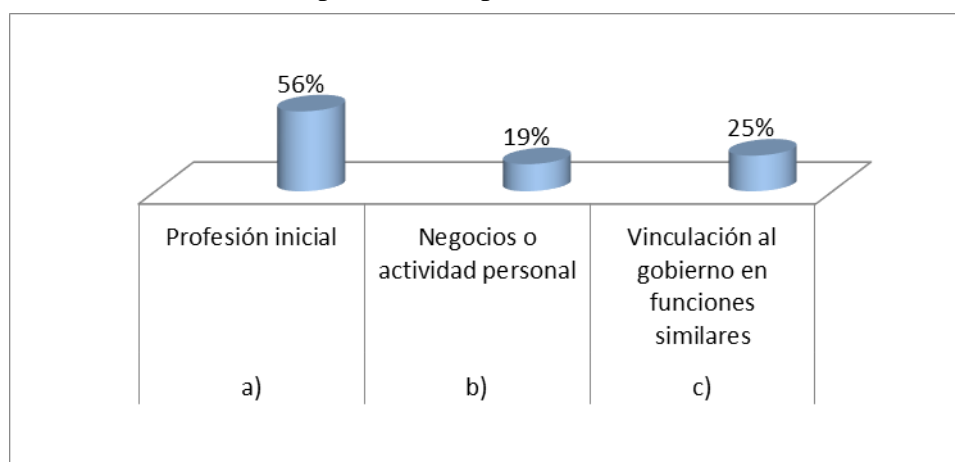 56%
19%
25%
Profesión inicial
Negocios o
actividad personal
Vinculación al
gobierno en
funciones
similares
a)
b)
c)